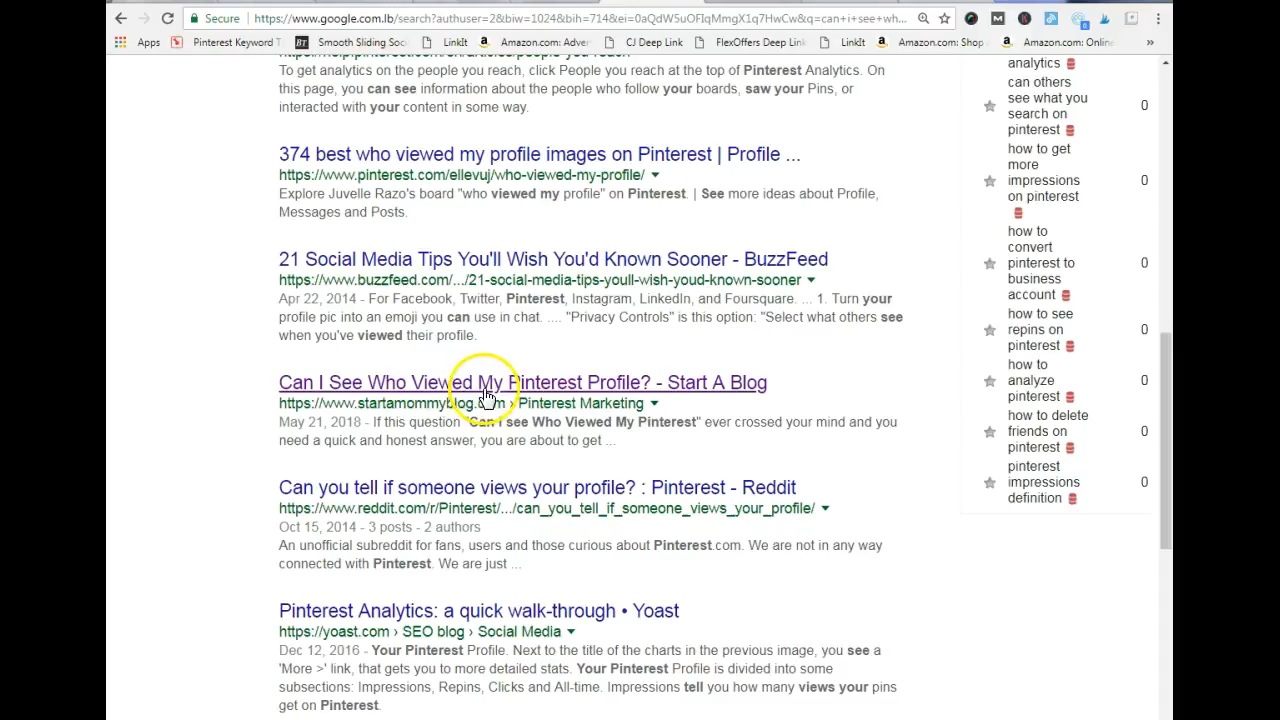 Secure https://www.google.com.lb/search?authuser=2&biw=1024&bih=714&ei=0aQdW5uOFIqMmgX1q7HwCw&q=can+i+see+wh...
Apps Pinterest Keyword T Smooth Sliding Soc LinkIt Amazon.com: Adver CJ Deep Link FlexOffers Deep Link LinkIt Amazon.com: Shop Amazon.com: Online »
To get analytics on the people you reach, click People you reach at the top of Pinterest Analytics. On
this page, you can see information about the people who follow your boards, saw your Pins, or
interacted with your content in some way.
374 best who viewed my profile images on Pinterest | Profile ...
https://www.pinterest.com/ellevuj/who-viewed-my-profile/
Explore Juvelle Razo's board "who viewed my profile" on Pinterest. | See more ideas about Profile,
Messages and Posts.
21 Social Media Tips You'll Wish You'd Known Sooner - BuzzFeed
https://www.buzzfeed.com/.../21-social-media-tips-youll-wish-youd-known-sooner
Apr 22, 2014 - For Facebook, Twitter, Pinterest, Instagram, LinkedIn, and Foursquare. ... 1. Turn your
profile pic into an emoji you can use in chat. .... "Privacy Controls" is this option: "Select what others see
when you've viewed their profile.
Can I See Who Viewed My Pinterest Profile? - Start A Blog
https://www.startamommyblog.com › Pinterest Marketing
May 21, 2018 - If this question "Can I see Who Viewed My Pinterest" ever crossed your mind and you
need a quick and honest answer, you are about to get ...
Can you tell if someone views your profile? : Pinterest - Reddit
https://www.reddit.com/r/Pinterest/.../can_you_tell_if_someone_views_your_profile/
Oct 15, 2014 - 3 posts - 2 authors
An unofficial subreddit for fans, users and those curious about Pinterest.com. We are not in any way
connected with Pinterest. We are just ...
Pinterest Analytics: a quick walk-through • Yoast
https://yoast.com › SEO blog › Social Media
Dec 12, 2016 - Your Pinterest Profile. Next to the title of the charts in the previous image, you see a
'More >' link, that gets you to more detailed stats. Your Pinterest Profile is divided into some
subsections: Impressions, Repins, Clicks and All-time. Impressions tell you how many views your pins
get on Pinterest.
analytics
can others
see what you 0
search on
pinterest
how to get
more
impressions 0
on pinterest
how to
convert
pinterest to 0
business
account
how to see
repins on 0
pinterest
how to
analyze 0
pinterest
how to delete
friends on 0
pinterest
pinterest
impressions 0
definition